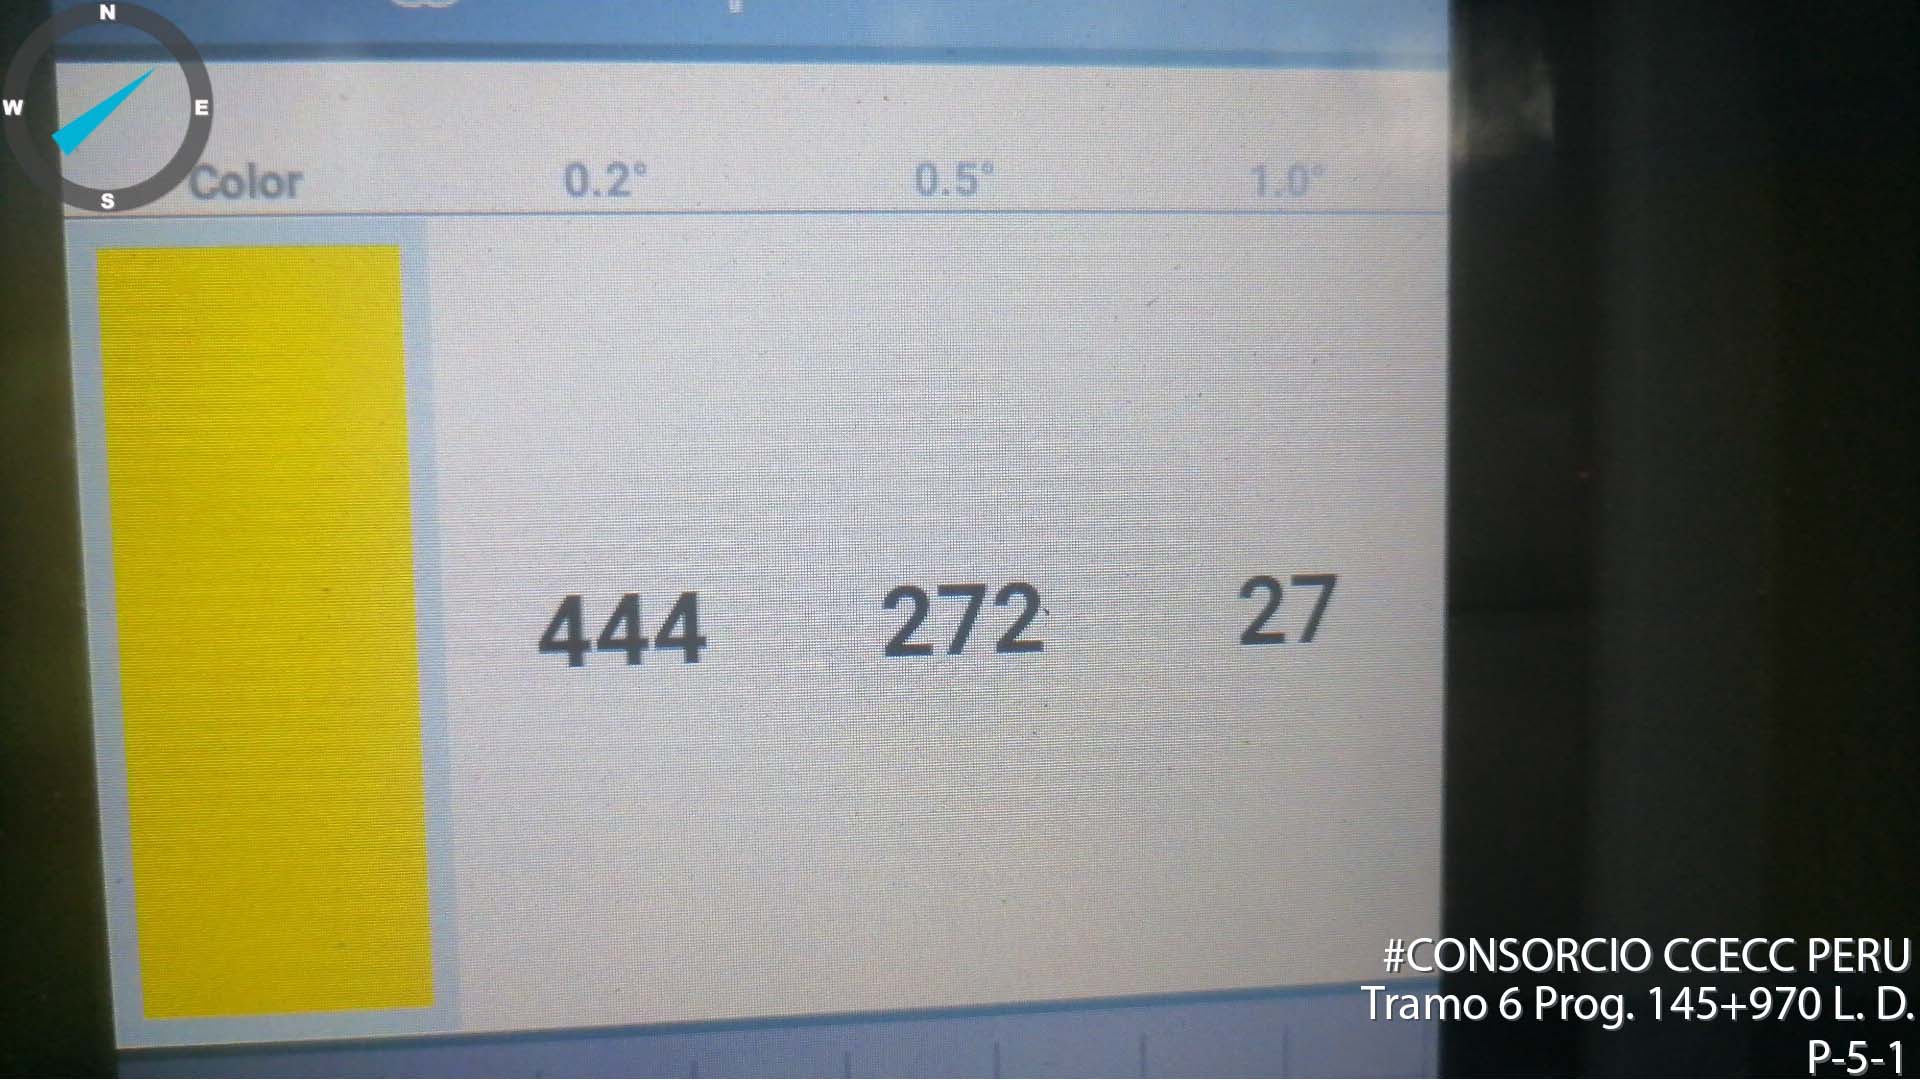 N
W E
S
Color 0.2° 0.5° 1.0°
444 272 27
#CONSORCIO CCECC PERU
Tramo 6 Prog. 145+970 L. D.
P-5-1